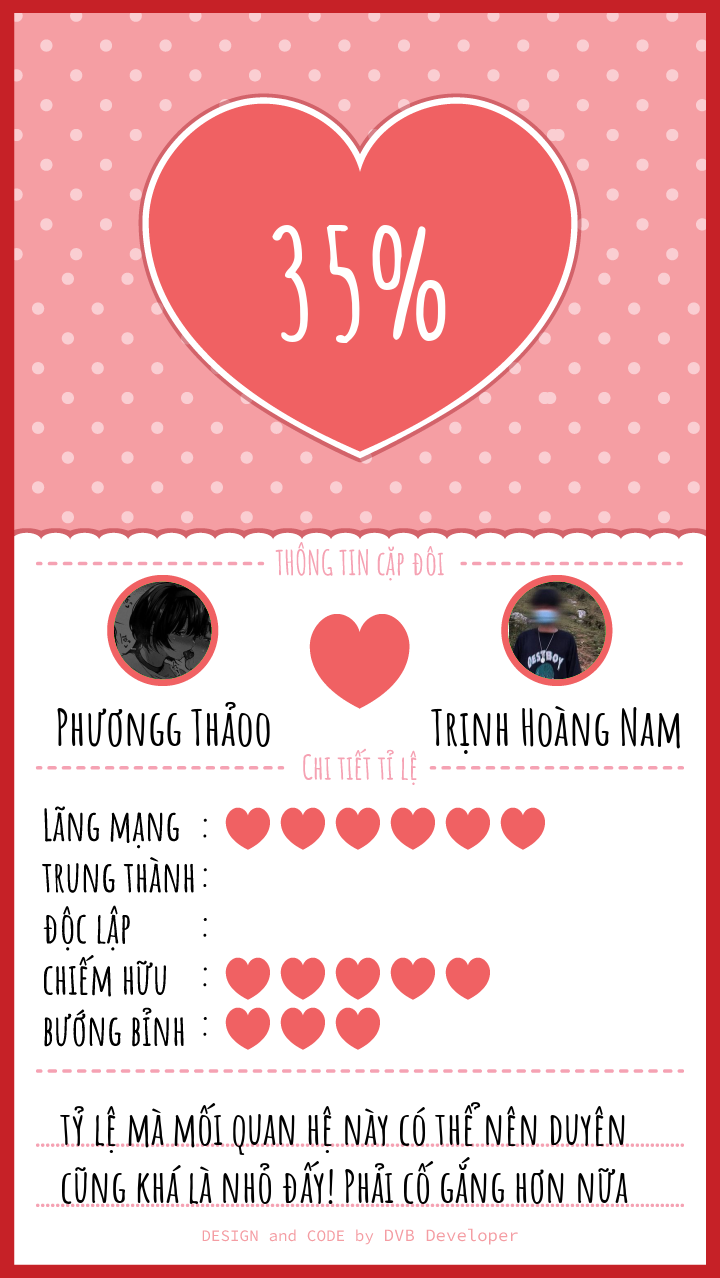 35%
THÔNG TIN CẶP ĐÔI
DESTBOY
PHƯƠNGG THẢOO
TRỊNH HOÀNG NAM
CHI TIẾT TỈ LỆ
LÃNG MẠNG :
TRUNG THÀNH :
ĐỘC LẬP :
CHIẾM HỮU :
BƯỚNG BỈNH :
TỶ LỆ MÀ MỐI QUAN HỆ NÀY CÓ THỂ NÊN DUYÊN
CŨNG KHÁ LÀ NHỎ ĐẤY! PHẢI CỐ GẮNG HƠN NỮA
DESIGN and CODE by DVB Developer